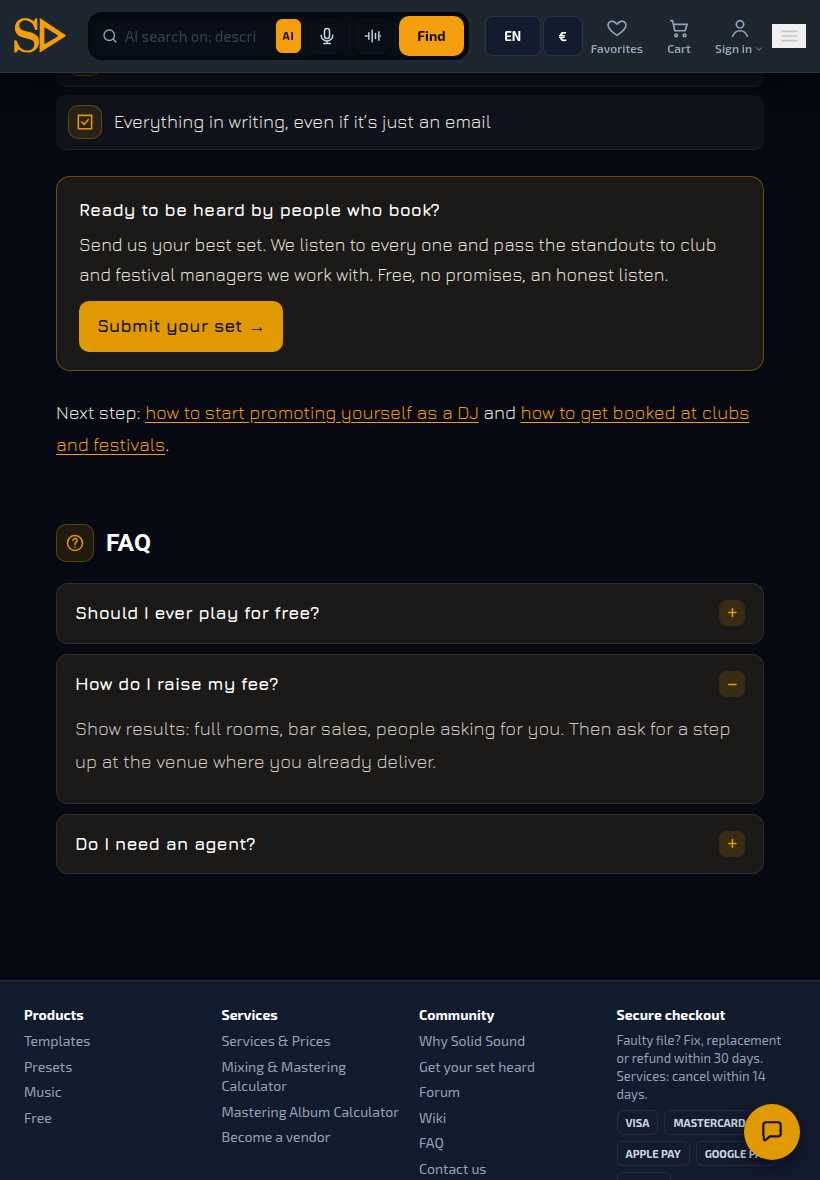 SD
AI search on: descri
AI
Find
EN
€
Favorites
Cart
Sign in
Everything in writing, even if it's just an email
Ready to be heard by people who book?
Send us your best set. We listen to every one and pass the standouts to club
and festival managers we work with. Free, no promises, an honest listen.
Submit your set →
Next step: how to start promoting yourself as a DJ and how to get booked at clubs
and festivals.
FAQ
Should I ever play for free?
+
How do I raise my fee?
−
Show results: full rooms, bar sales, people asking for you. Then ask for a step
up at the venue where you already deliver.
Do I need an agent?
+
Products
Templates
Presets
Music
Free
Services
Services & Prices
Mixing & Mastering
Calculator
Mastering Album Calculator
Become a vendor
Community
Why Solid Sound
Get your set heard
Forum
Wiki
FAQ
Contact us
Secure checkout
Faulty file? Fix, replacement
or refund within 30 days.
Services: cancel within 14
days.
VISA
MASTERCARD
APPLE PAY
GOOGLE